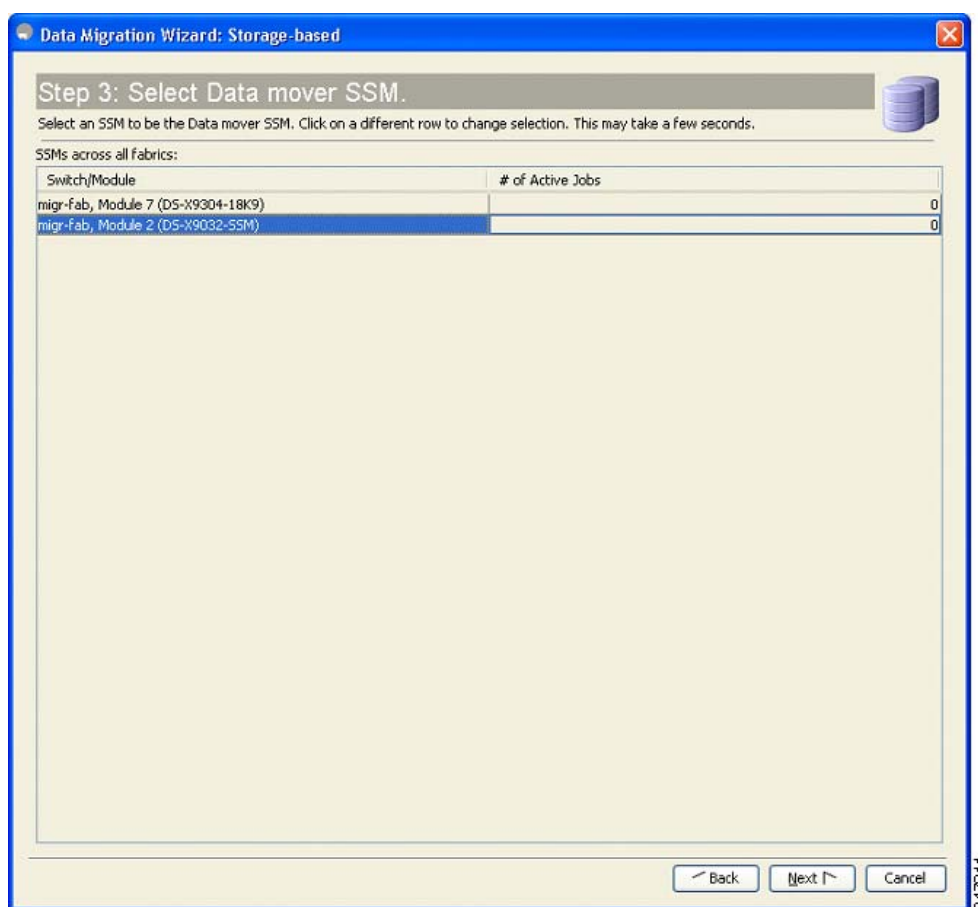 Data Migration Wizard: Storage-based
Step 3: Select Data mover SSM.
Select an SSM to be the Data mover SSM. Click on a different row to change selection. This may take a few seconds.
SSMs across all fabrics:
Switch/Module # of Active Jobs
migr-fab, Module 7 (DS-X9304-18K9) 0
migr-fab, Module 2 (DS-X9032-SSM) 0
Back Next Cancel